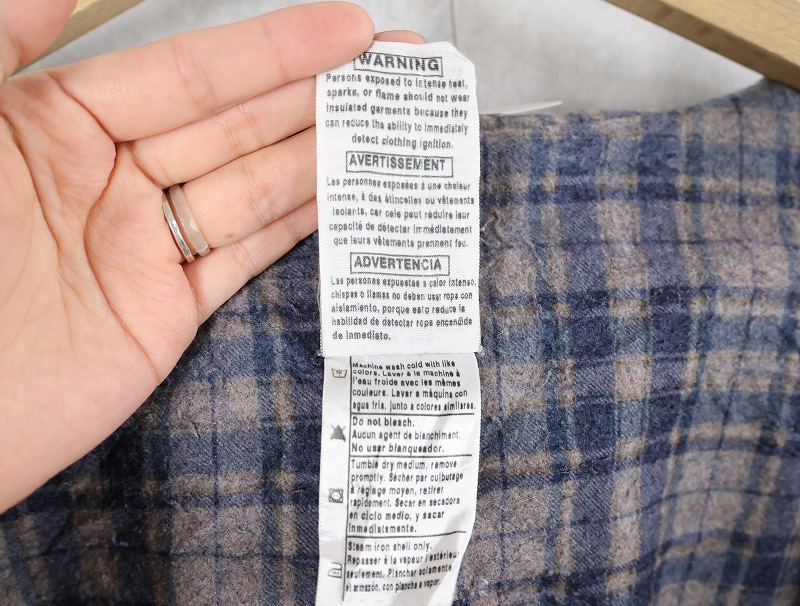 WARNING
Persons exposed to intense heat,
sparks, or flame should not wear
insulated garments because they
can reduce the ability to immediately
detect clothing ignition.
AVERTISSEMENT
Les personnes exposées à une chaleur
intense, à des étincelles ou vêtements
isolants, car cele peut réduire leur
capacité de détecter immédiatement
que leurs vêtements prennent fau.
ADVERTENCIA
Las personas expuestas a calor intenso,
chispas o llamas no deben usar ropa con
aislamiento, porque esto reduce la
habilidad de detectar ropa encendida
de inmediato.
Machine wash cold with like
colors. Laver à la machine à
l'eau froide avec les mêmes
couleurs. Lavar a máquina con
agua fría, junto a colores similares.
Do not bleach.
Aucun agent de blanchiment.
No usar blanqueador.
Tumble dry medium, remove
promptly. Sécher par culbutage
à réglage moyen, retirer
rapidement. Secar en secadora
en ciclo medio, y sacar
inmediatamente.
Steam iron shell only.
Repasser à la vapeur l'extérieur
seulement. Planchar solamente
el armazón, con plancha a vapor.